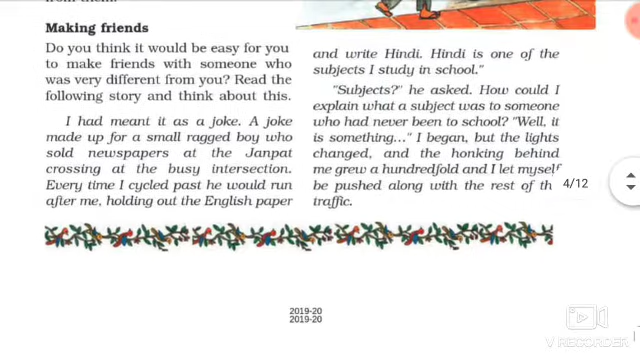 Making friends
Do you think it would be easy for you
to make friends with someone who
was very different from you? Read the
following story and think about this.
I had meant it as a joke. A joke
made up for a small ragged boy who
sold newspapers at the Janpat
crossing at the busy intersection.
Every time I cycled past he would run
after me, holding out the English paper
and write Hindi. Hindi is one of the
subjects I study in school."
"Subjects?" he asked. How could I
explain what a subject was to someone
who had never been to school? "Well, it
is something..." I began, but the lights
changed, and the honking behind
me grew a hundredfold and I let myself
be pushed along with the rest of th
traffic.
4/12
2019-20
2019-20
V RECORDER